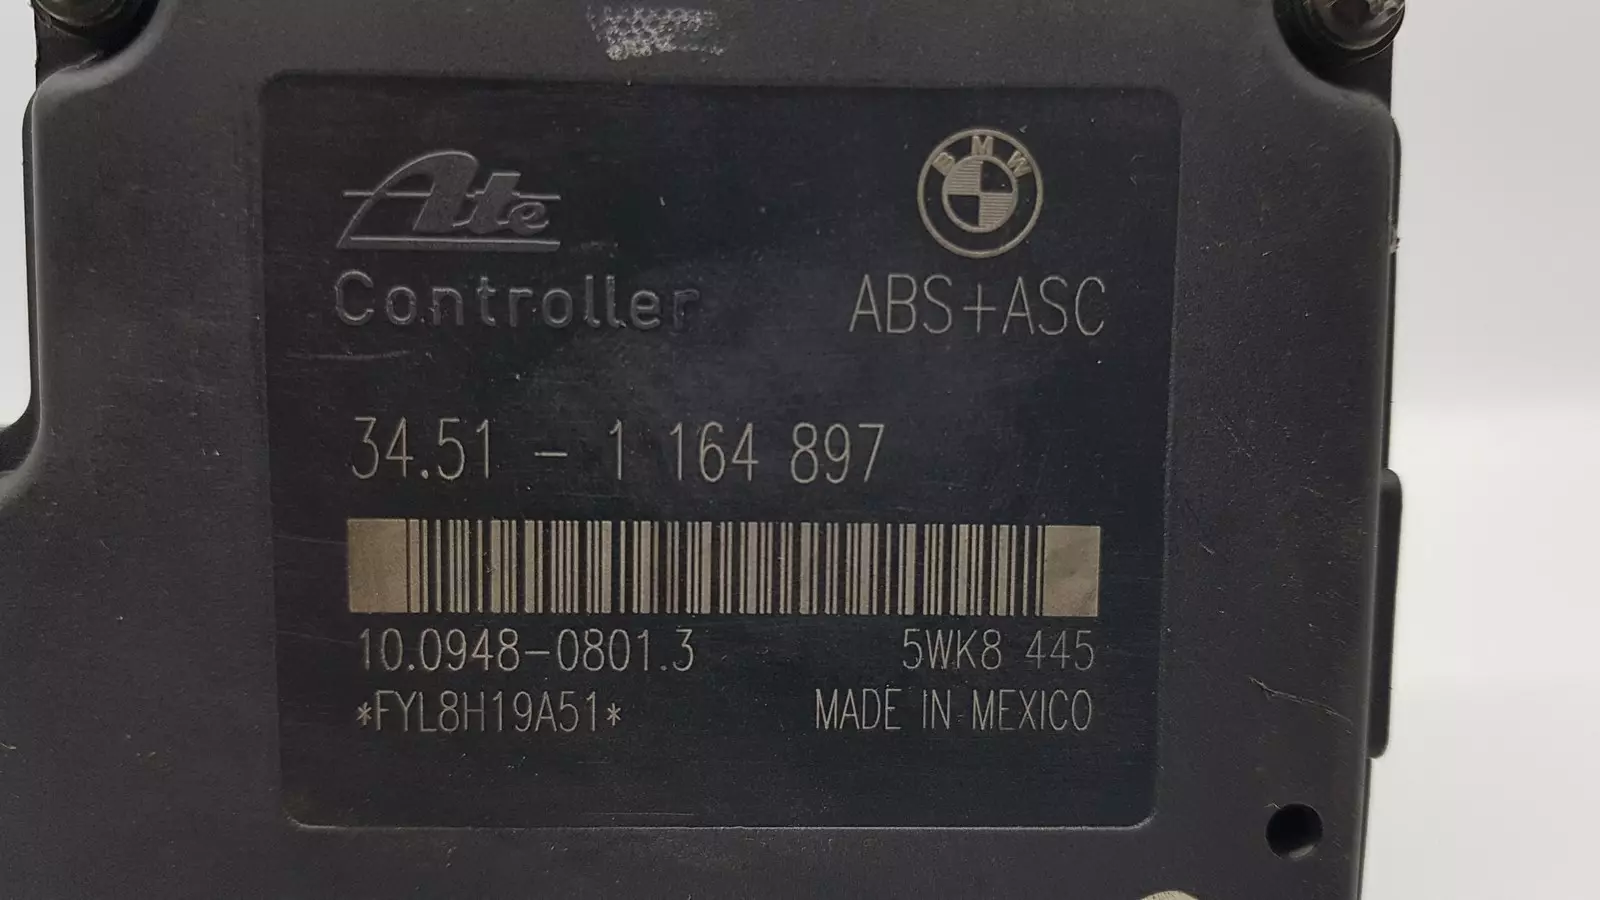 Ate
BMW
Controller
ABS+ASC
34.51 - 1 164 897
10.0948-0801.3
5WK8 445
*FYL8H19A51*
MADE IN MEXICO